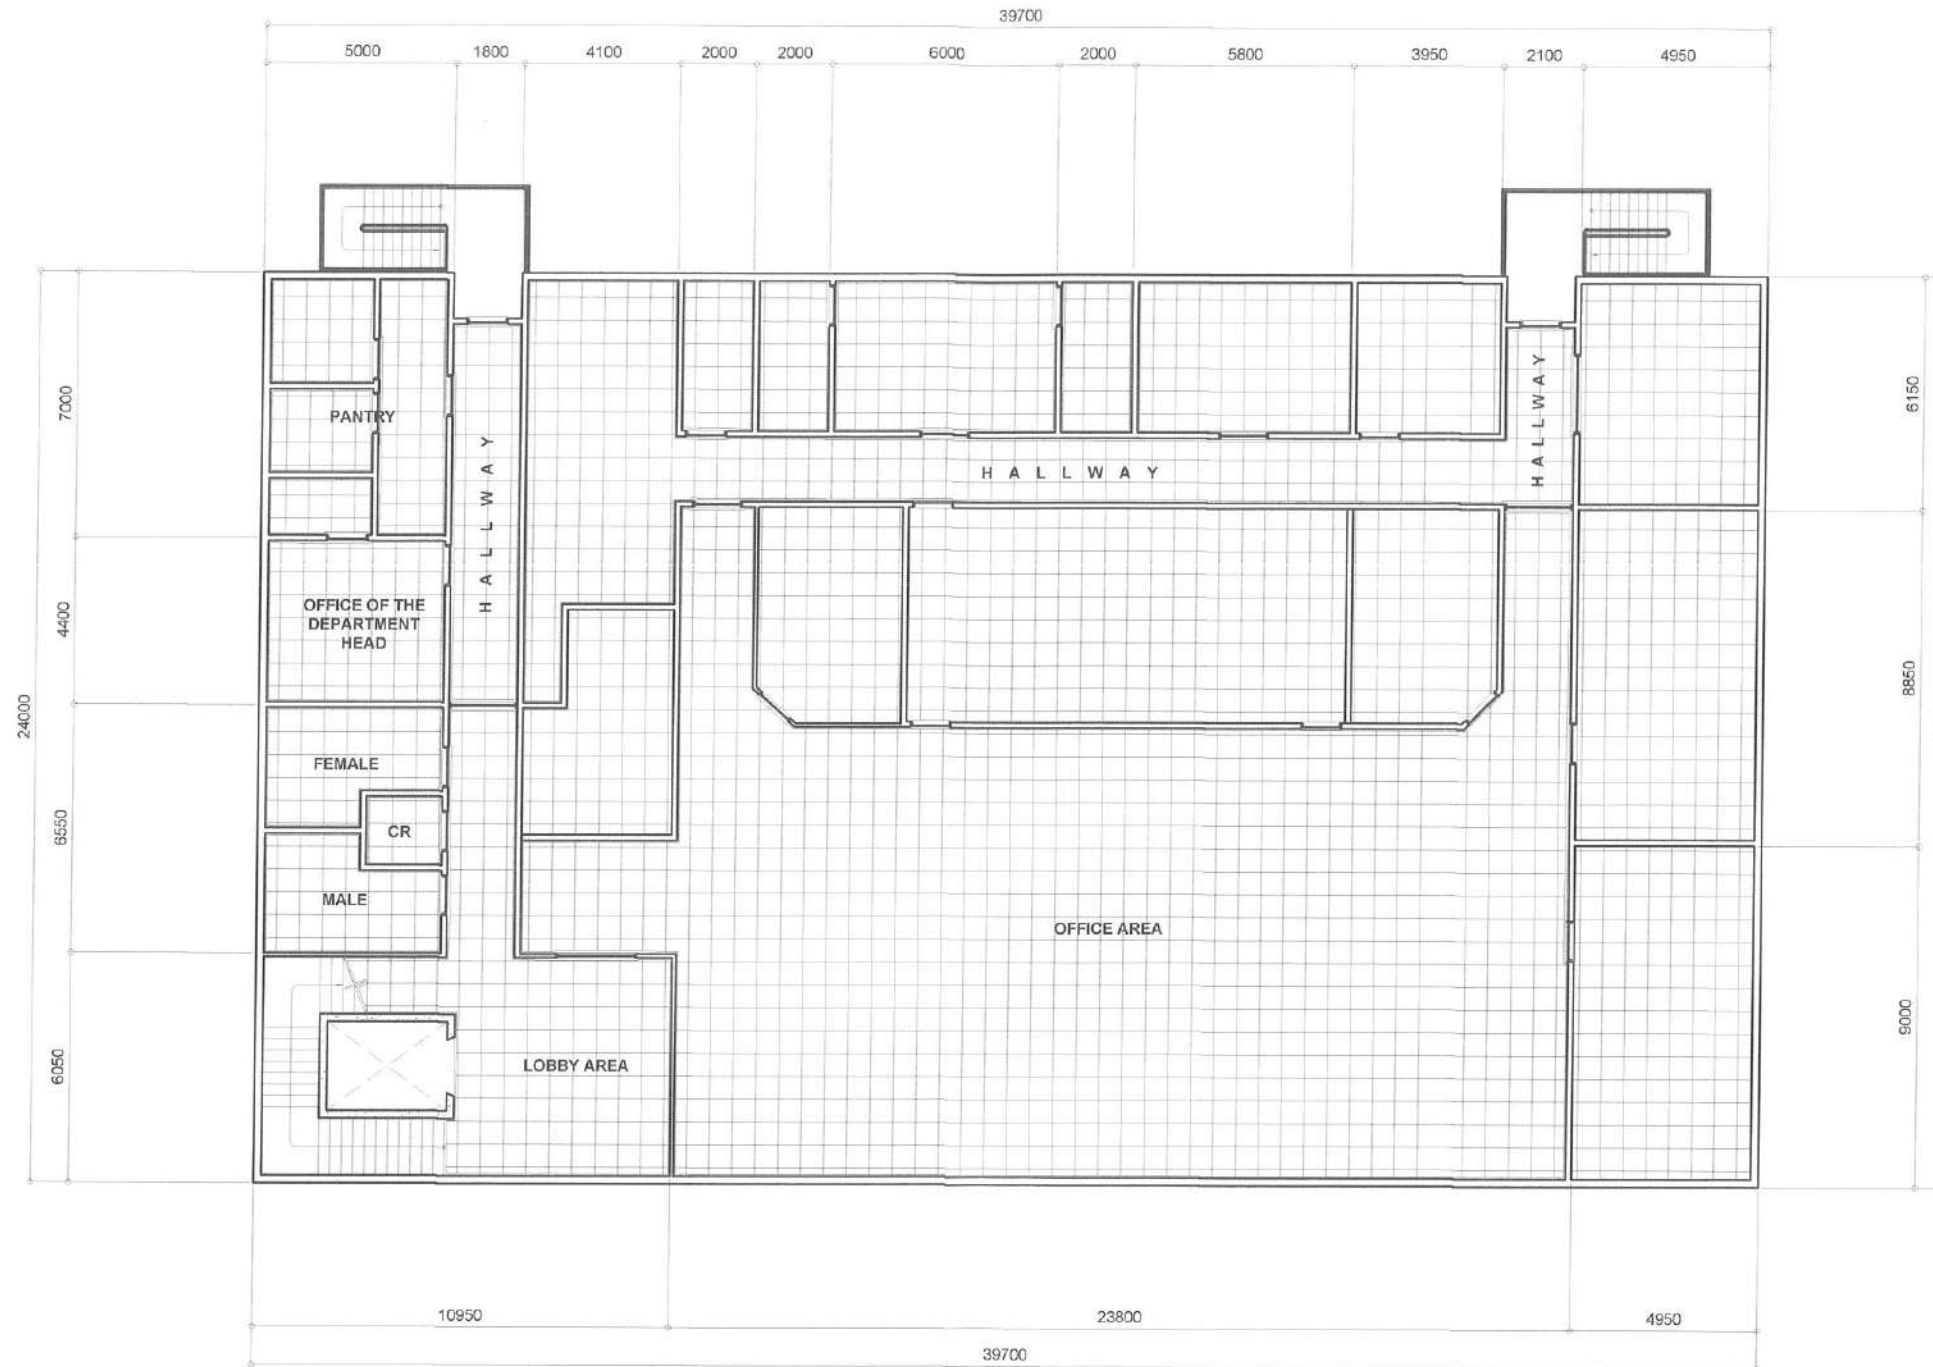 39700
5000 1800 4100 2000 2000 6000 2000 5800 3950 2100 4950
7000
4400
6550
6050
24000
6150
8850
9000
PANTRY
HALLWAY
HALLWAY
HALLWAY
OFFICE OF THE
DEPARTMENT
HEAD
FEMALE
CR
MALE
OFFICE AREA
LOBBY AREA
10950 23800 4950
39700